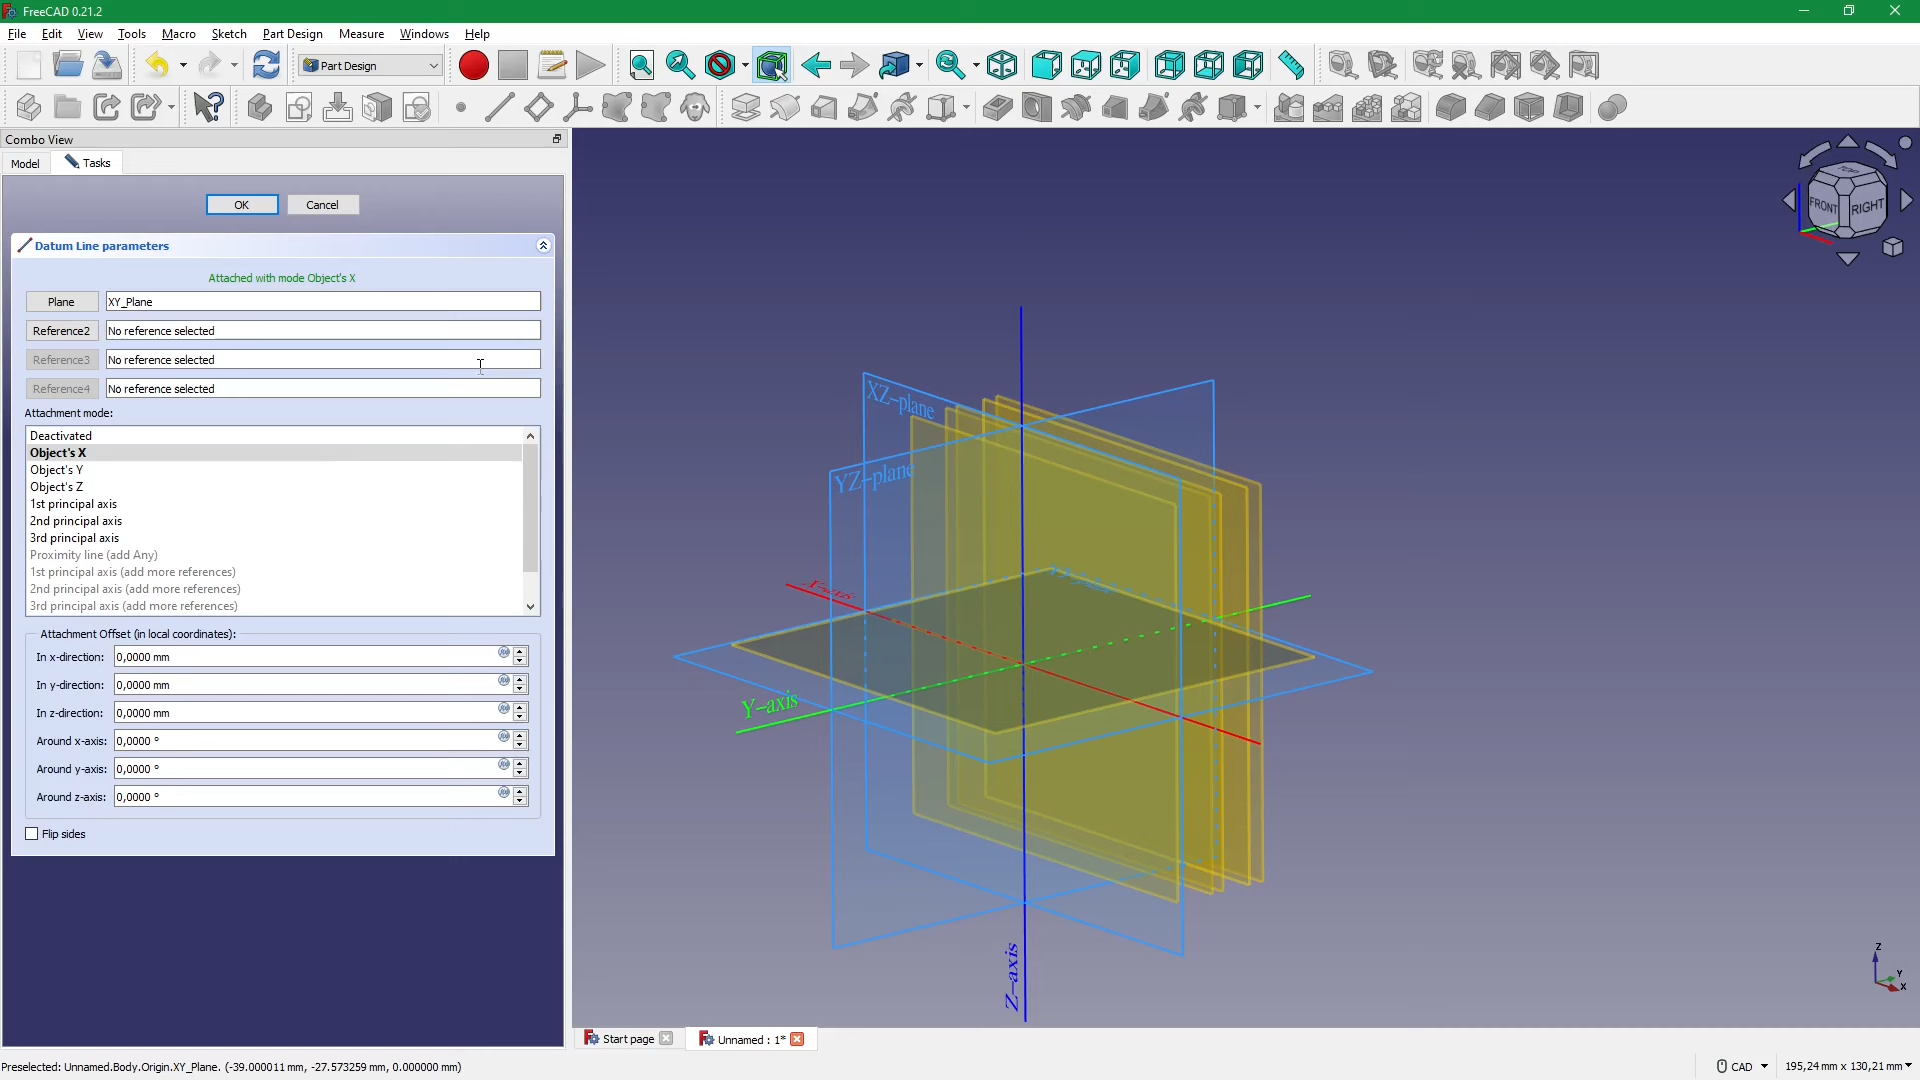 FreeCAD 0.21.2
File Edit View Tools Macro Sketch Part Design Measure Windows Help
Part Design
Combo View
Model Tasks
OK Cancel
Datum Line parameters
Attached with mode Object's X
Plane XY_Plane
Reference2 No reference selected
Reference3 No reference selected
Reference4 No reference selected
Attachment mode:
Deactivated
Object's X
Object's Y
Object's Z
1st principal axis
2nd principal axis
3rd principal axis
Proximity line (add Any)
1st principal axis (add more references)
2nd principal axis (add more references)
3rd principal axis (add more references)
Attachment Offset (in local coordinates):
In x-direction: 0,0000 mm
In y-direction: 0,0000 mm
In z-direction: 0,0000 mm
Around x-axis: 0,0000 °
Around y-axis: 0,0000 °
Around z-axis: 0,0000 °
Flip sides
TOP
FRONT RIGHT
XZ-plane
YZ-plane
X-axis
Y-axis
Z-axis
Z
Y
X
Start page Unnamed : 1*
Preselected: Unnamed.Body.Origin.XY_Plane. (-39.000011 mm, -27.573259 mm, 0.000000 mm)
CAD 195,24 mm x 130,21 mm